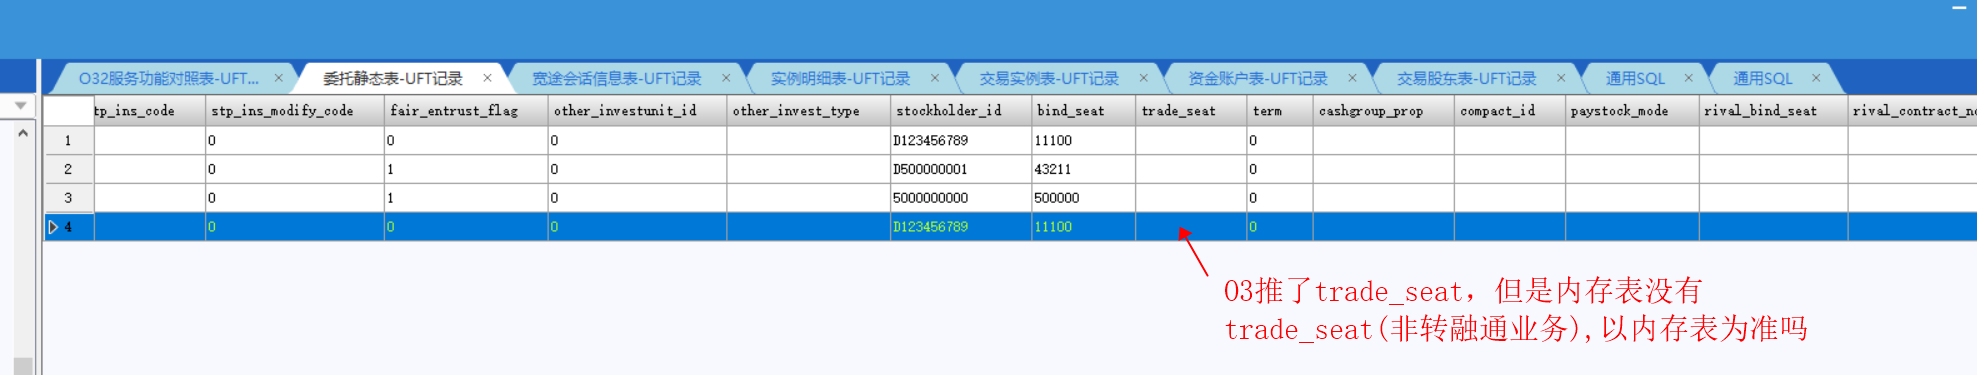 O32服务功能对照表-UFT... × 委托静态表-UFT记录 × 宽途会话信息表-UFT记录 × 实例明细表-UFT记录 × 交易实例表-UFT记录 × 资金账户表-UFT记录 × 交易股东表-UFT记录 × 通用SQL × 通用SQL ×
tp_ins_code stp_ins_modify_code fair_entrust_flag other_investunit_id other_invest_type stockholder_id bind_seat trade_seat term cashgroup_prop compact_id paystock_mode rival_bind_seat rival_contract_no
1 0 0 0 D123456789 11100 0
2 0 1 0 D500000001 43211 0
3 0 1 0 5000000000 500000 0
4 0 0 0 D123456789 11100 0
O3推了trade_seat，但是内存表没有
trade_seat(非转融通业务),以内存表为准吗